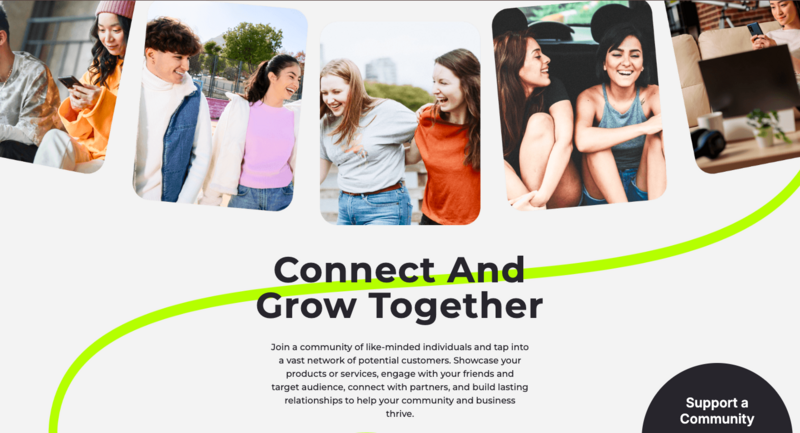 Connect And
Grow Together
Join a community of like-minded individuals and tap into
a vast network of potential customers. Showcase your
products or services, engage with your friends and
target audience, connect with partners, and build lasting
relationships to help your community and business
thrive.
Support a
Community